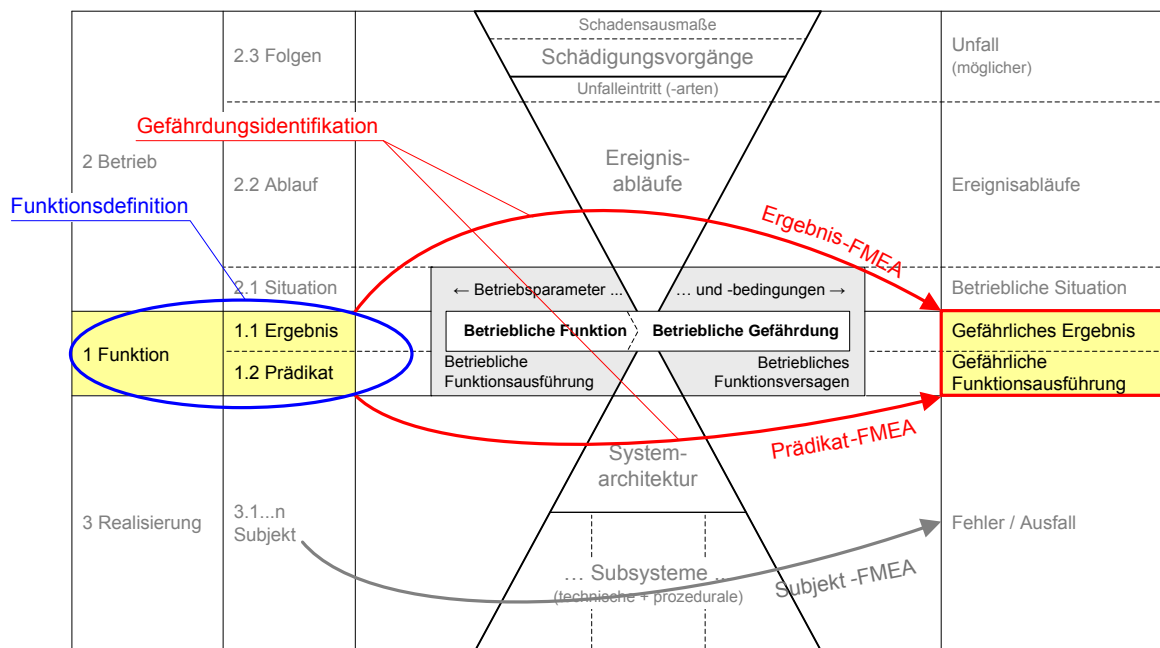 Schadensausmaße
2.3 Folgen
Schädigungsvorgänge
Unfall
(möglicher)
Unfalleintritt (-arten)
Gefährdungsidentifikation
2 Betrieb
Ereignis-
abläufe
2.2 Ablauf
Ereignisabläufe
Funktionsdefinition
Ergebnis-FMEA
2.1 Situation
← Betriebsparameter ...
… und -bedingungen →
Betriebliche Situation
1 Funktion
1.1 Ergebnis
1.2 Prädikat
Betriebliche Funktion
Betriebliche Gefährdung
Betriebliche
Funktionsausführung
Betriebliches
Funktionsversagen
Gefährliches Ergebnis
Gefährliche
Funktionsausführung
Prädikat-FMEA
System-
architektur
3 Realisierung
3.1...n
Subjekt
Fehler / Ausfall
… Subsysteme ...
(technische + prozedurale)
Subjekt -FMEA